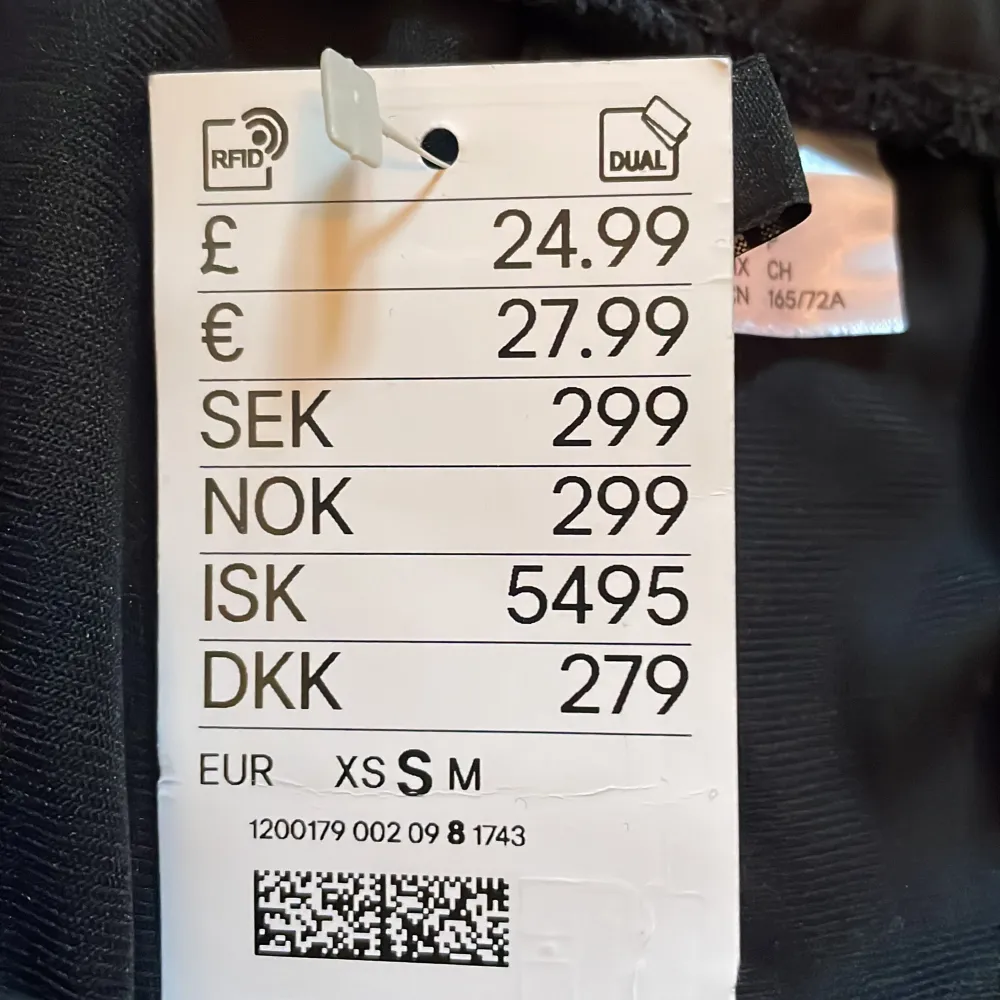 RFID
DUAL
£ 24.99
€ 27.99
SEK 299
NOK 299
ISK 5495
DKK 279
EUR XS S M
1200179 002 09 8 1743
CH
165/72A